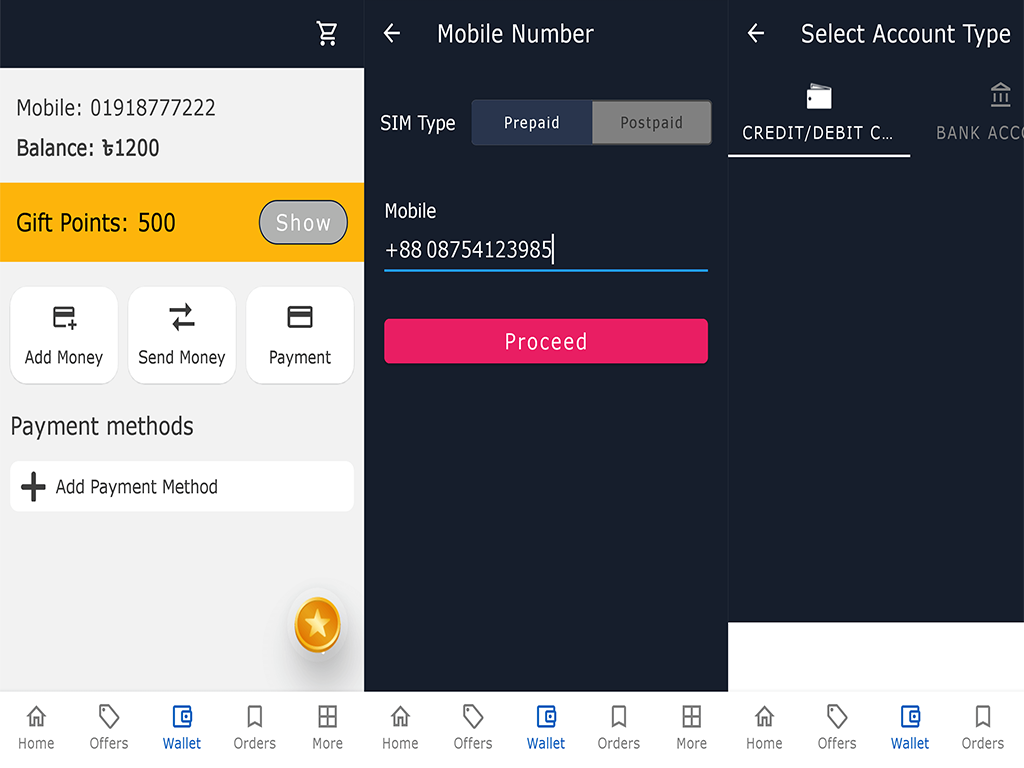 Mobile: 01918777222
Balance: ৳1200
Gift Points: 500
Show
Add Money
Send Money
Payment
Payment methods
Add Payment Method
Home
Offers
Wallet
Orders
More
Mobile Number
SIM Type
Prepaid
Postpaid
Mobile
+88 08754123985
Proceed
Home
Offers
Wallet
Orders
More
Select Account Type
CREDIT/DEBIT C...
BANK ACCO
Home
Offers
Wallet
Orders